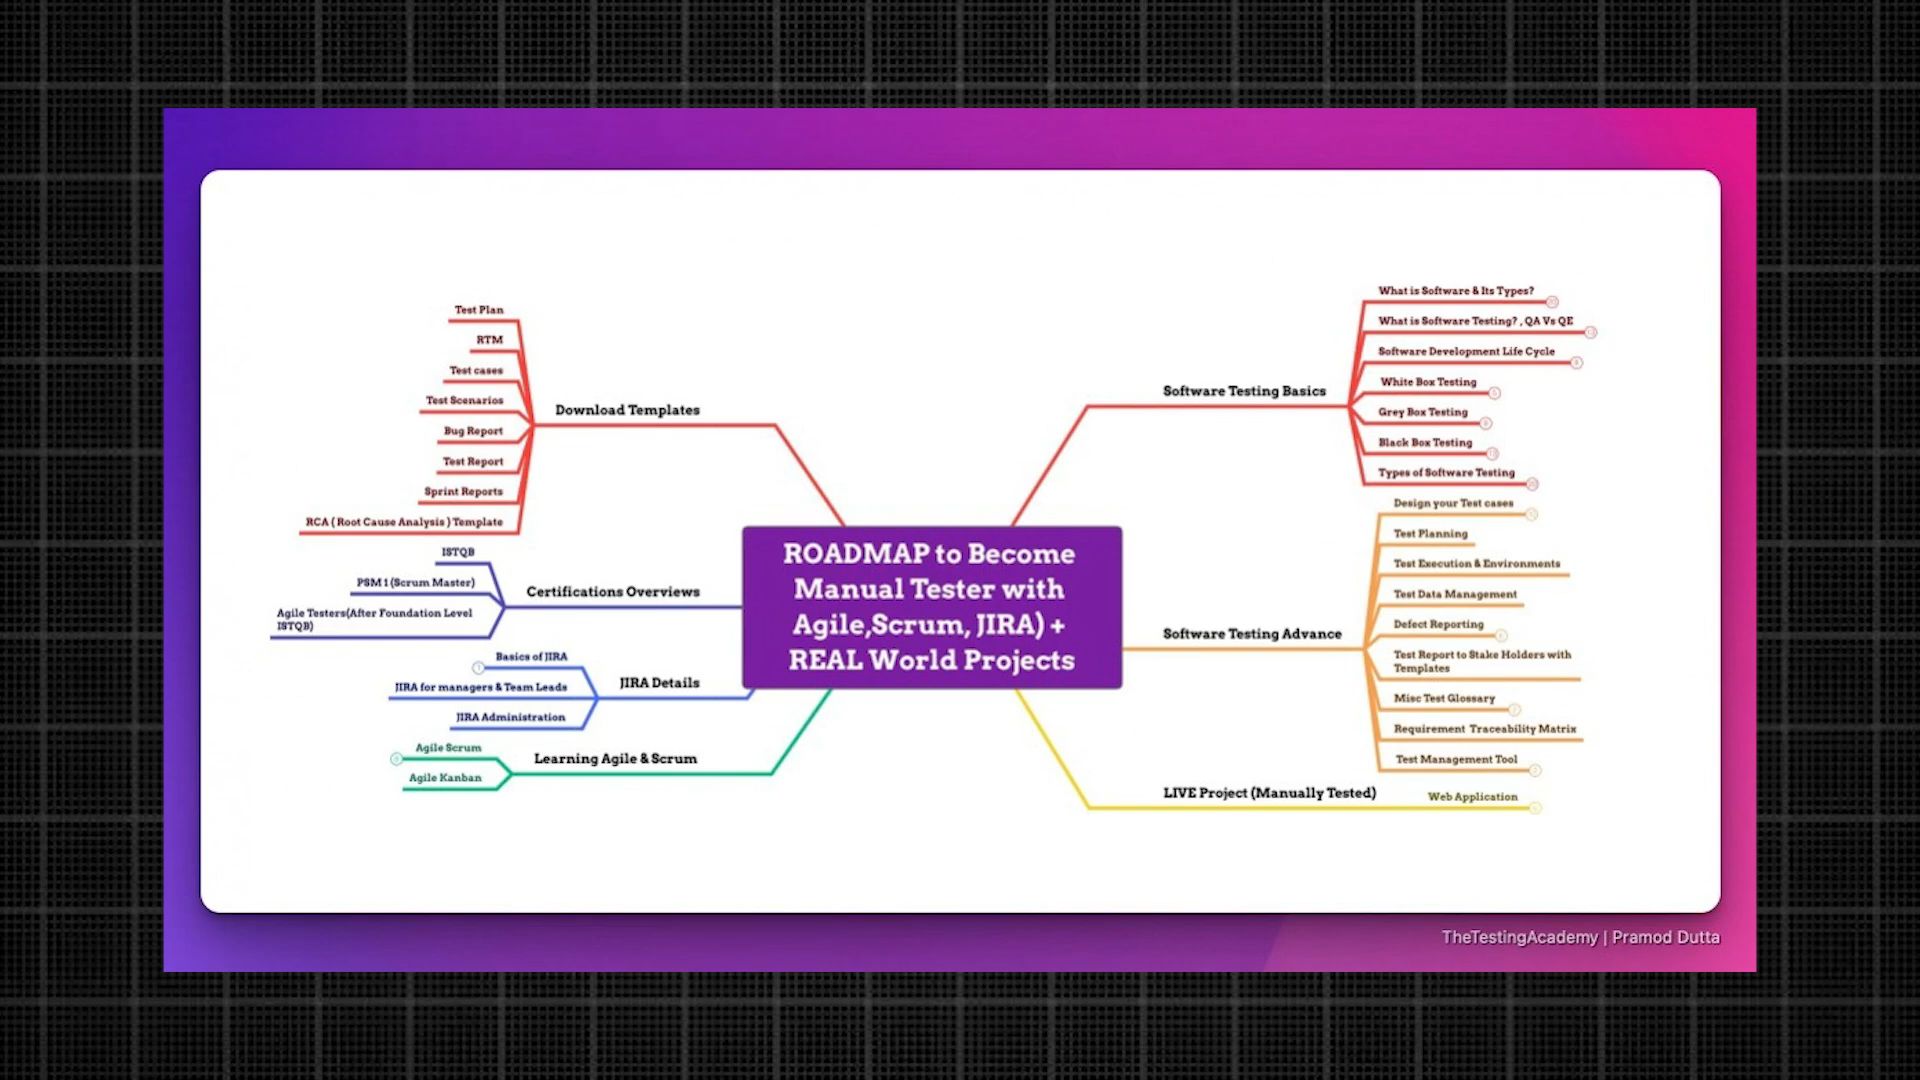 Test Plan
RTM
Test cases
Test Scenarios
Bug Report
Test Report
Sprint Reports
RCA ( Root Cause Analysis ) Template
Download Templates
ISTQB
PSM 1 (Scrum Master)
Agile Testers(After Foundation Level
ISTQB)
Certifications Overviews
Basics of JIRA
JIRA for managers & Team Leads
JIRA Administration
JIRA Details
Agile Scrum
Agile Kanban
Learning Agile & Scrum
ROADMAP to Become
Manual Tester with
Agile,Scrum, JIRA) +
REAL World Projects
Software Testing Basics
What is Software & Its Types?
What is Software Testing? , QA Vs QE
Software Development Life Cycle
White Box Testing
Grey Box Testing
Black Box Testing
Types of Software Testing
Software Testing Advance
Design your Test cases
Test Planning
Test Execution & Environments
Test Data Management
Defect Reporting
Test Report to Stake Holders with
Templates
Misc Test Glossary
Requirement Traceability Matrix
Test Management Tool
LIVE Project (Manually Tested)
Web Application
TheTestingAcademy | Pramod Dutta